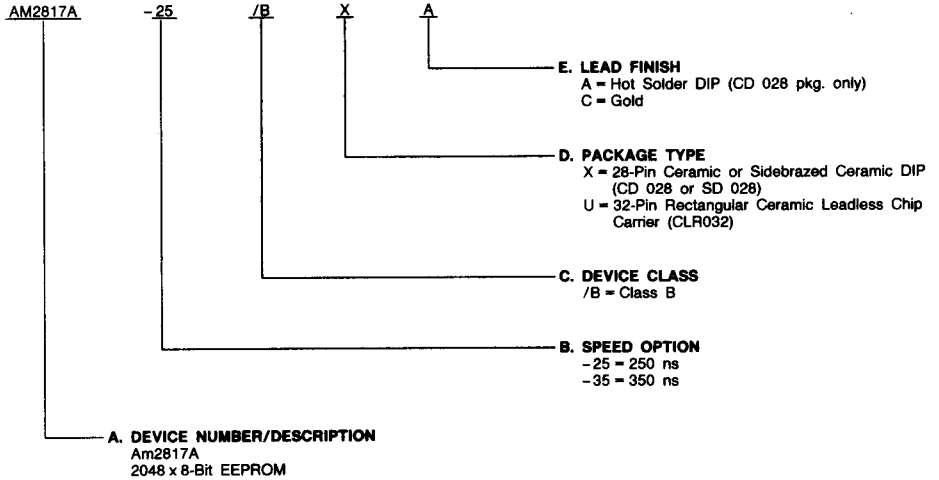 AM2817A -25 /B X A
E. LEAD FINISH
A = Hot Solder DIP (CD 028 pkg. only)
C = Gold
D. PACKAGE TYPE
X = 28-Pin Ceramic or Sidebrazed Ceramic DIP
(CD 028 or SD 028)
U = 32-Pin Rectangular Ceramic Leadless Chip
Carrier (CLR032)
C. DEVICE CLASS
/B = Class B
B. SPEED OPTION
-25 = 250 ns
-35 = 350 ns
A. DEVICE NUMBER/DESCRIPTION
Am2817A
2048 x 8-Bit EEPROM